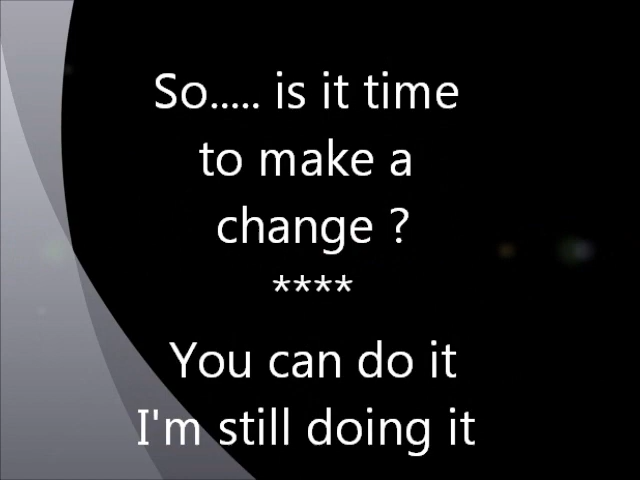 So..... is it time
to make a
change ?
****
You can do it
I'm still doing it